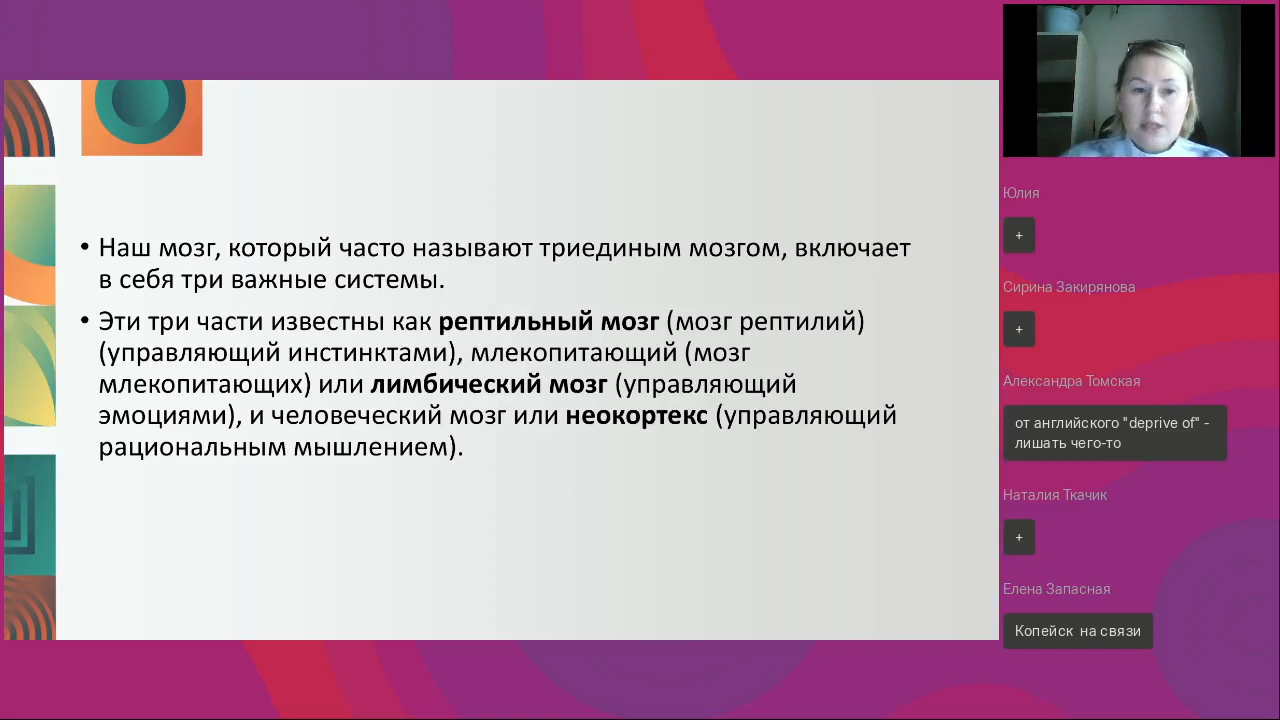 • Наш мозг, который часто называют триединым мозгом, включает
в себя три важные системы.
• Эти три части известны как рептильный мозг (мозг рептилий)
(управляющий инстинктами), млекопитающий (мозг
млекопитающих) или лимбический мозг (управляющий
эмоциями), и человеческий мозг или неокортекс (управляющий
рациональным мышлением).
Юлия
+
Сирина Закирянова
+
Александра Томская
от английского "deprive of" -
лишать чего-то
Наталия Ткачик
+
Елена Запасная
Копейск на связи